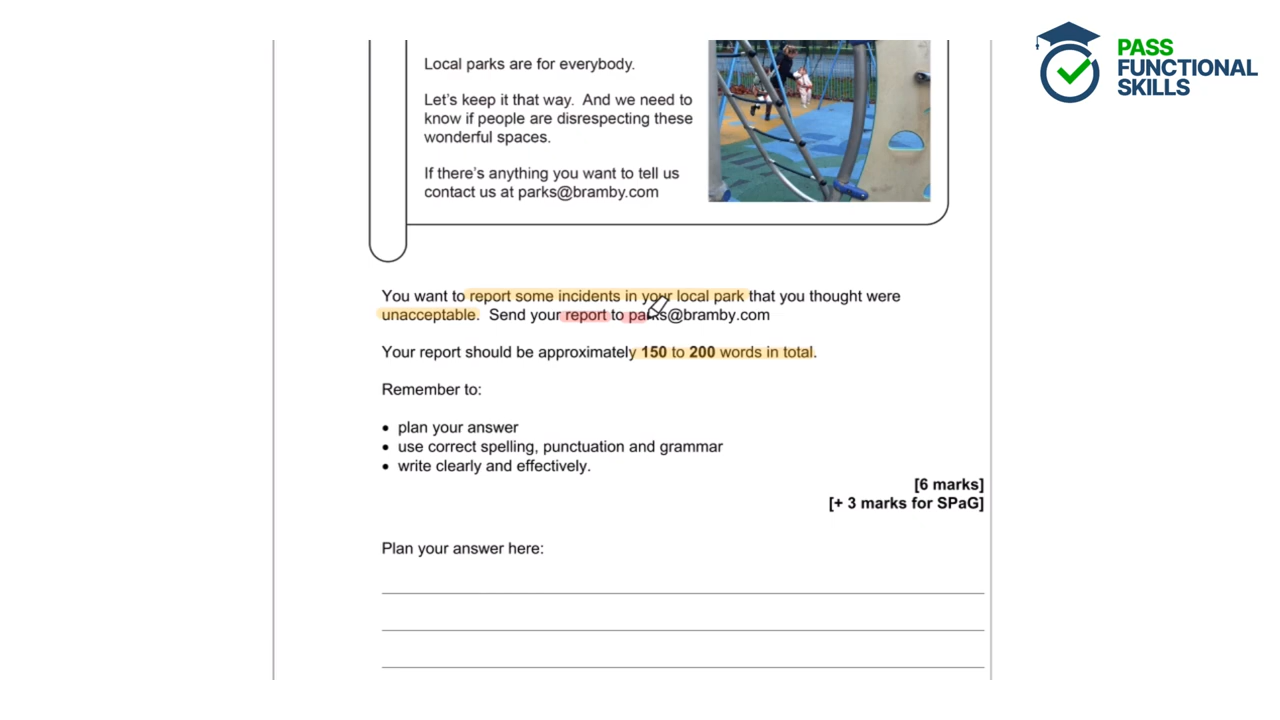 PASS
FUNCTIONAL
SKILLS
Local parks are for everybody.
Let's keep it that way. And we need to
know if people are disrespecting these
wonderful spaces.
If there's anything you want to tell us
contact us at parks@bramby.com
You want to report some incidents in your local park that you thought were
unacceptable. Send your report to parks@bramby.com
Your report should be approximately 150 to 200 words in total.
Remember to:
• plan your answer
• use correct spelling, punctuation and grammar
• write clearly and effectively.
[6 marks]
[+ 3 marks for SPaG]
Plan your answer here: